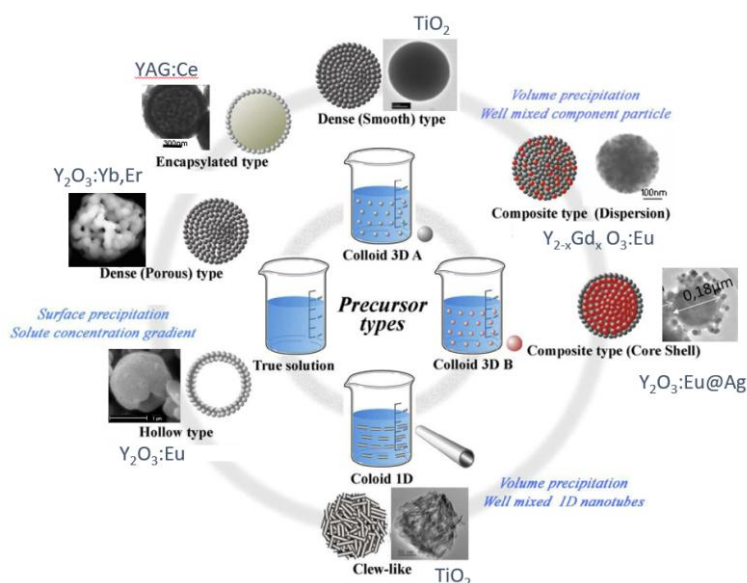 TiO2
YAG:Ce
300nm
Encapsylated type
Dense (Smooth) type
Volume precipitation
Well mixed component particle
100nm
Composite type (Dispersion)
Y2-xGdx O3:Eu
Y2O3:Yb,Er
Dense (Porous) type
Colloid 3D A
Precursor
types
True solution
Colloid 3D B
0,18μm
Composite type (Core Shell)
Y2O3:Eu@Ag
Surface precipitation
Solute concentration gradient
1 μm
Hollow type
Y2O3:Eu
Coloid 1D
Volume precipitation
Well mixed 1D nanotubes
Clew-like
TiO2